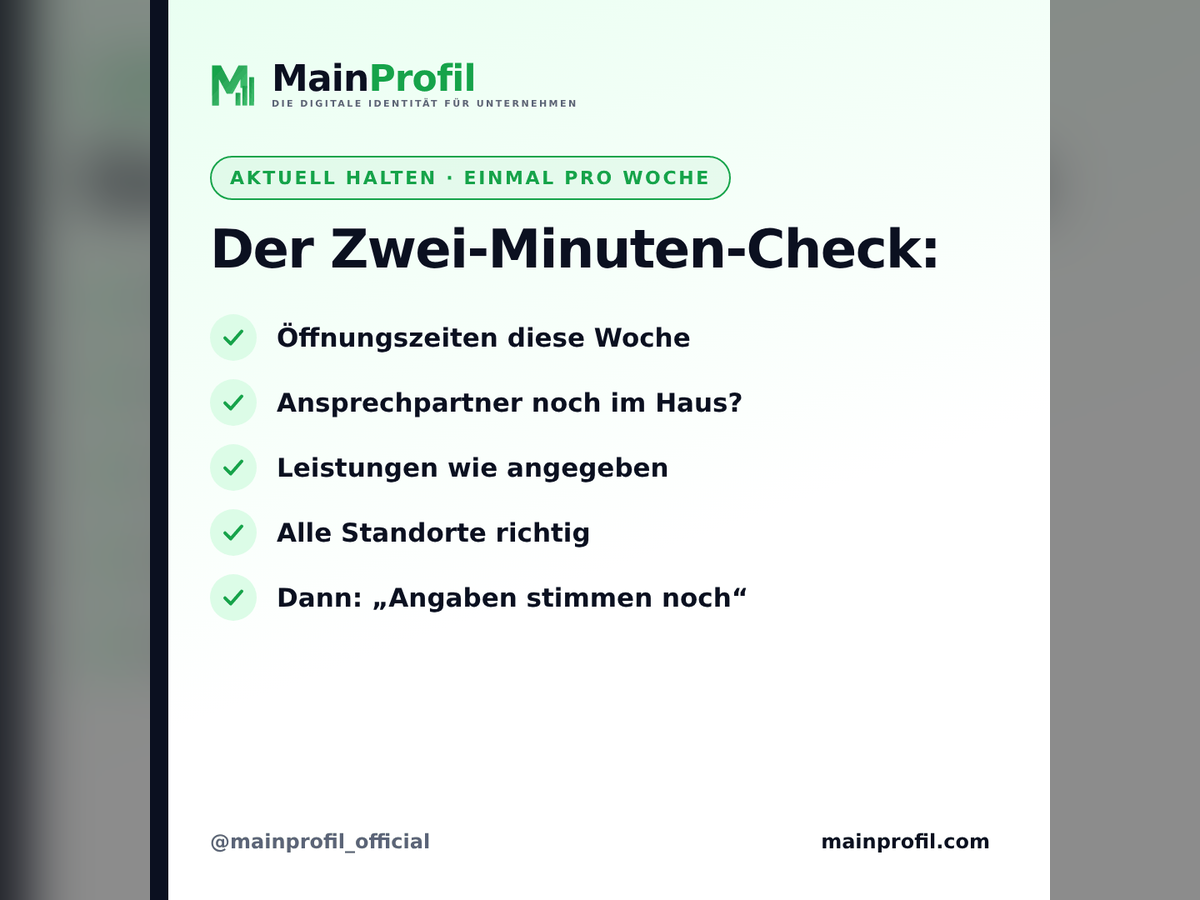 MainProfil
DIE DIGITALE IDENTITÄT FÜR UNTERNEHMEN
AKTUELL HALTEN · EINMAL PRO WOCHE
Der Zwei-Minuten-Check:
Öffnungszeiten diese Woche
Ansprechpartner noch im Haus?
Leistungen wie angegeben
Alle Standorte richtig
Dann: „Angaben stimmen noch“
@mainprofil_official
mainprofil.com